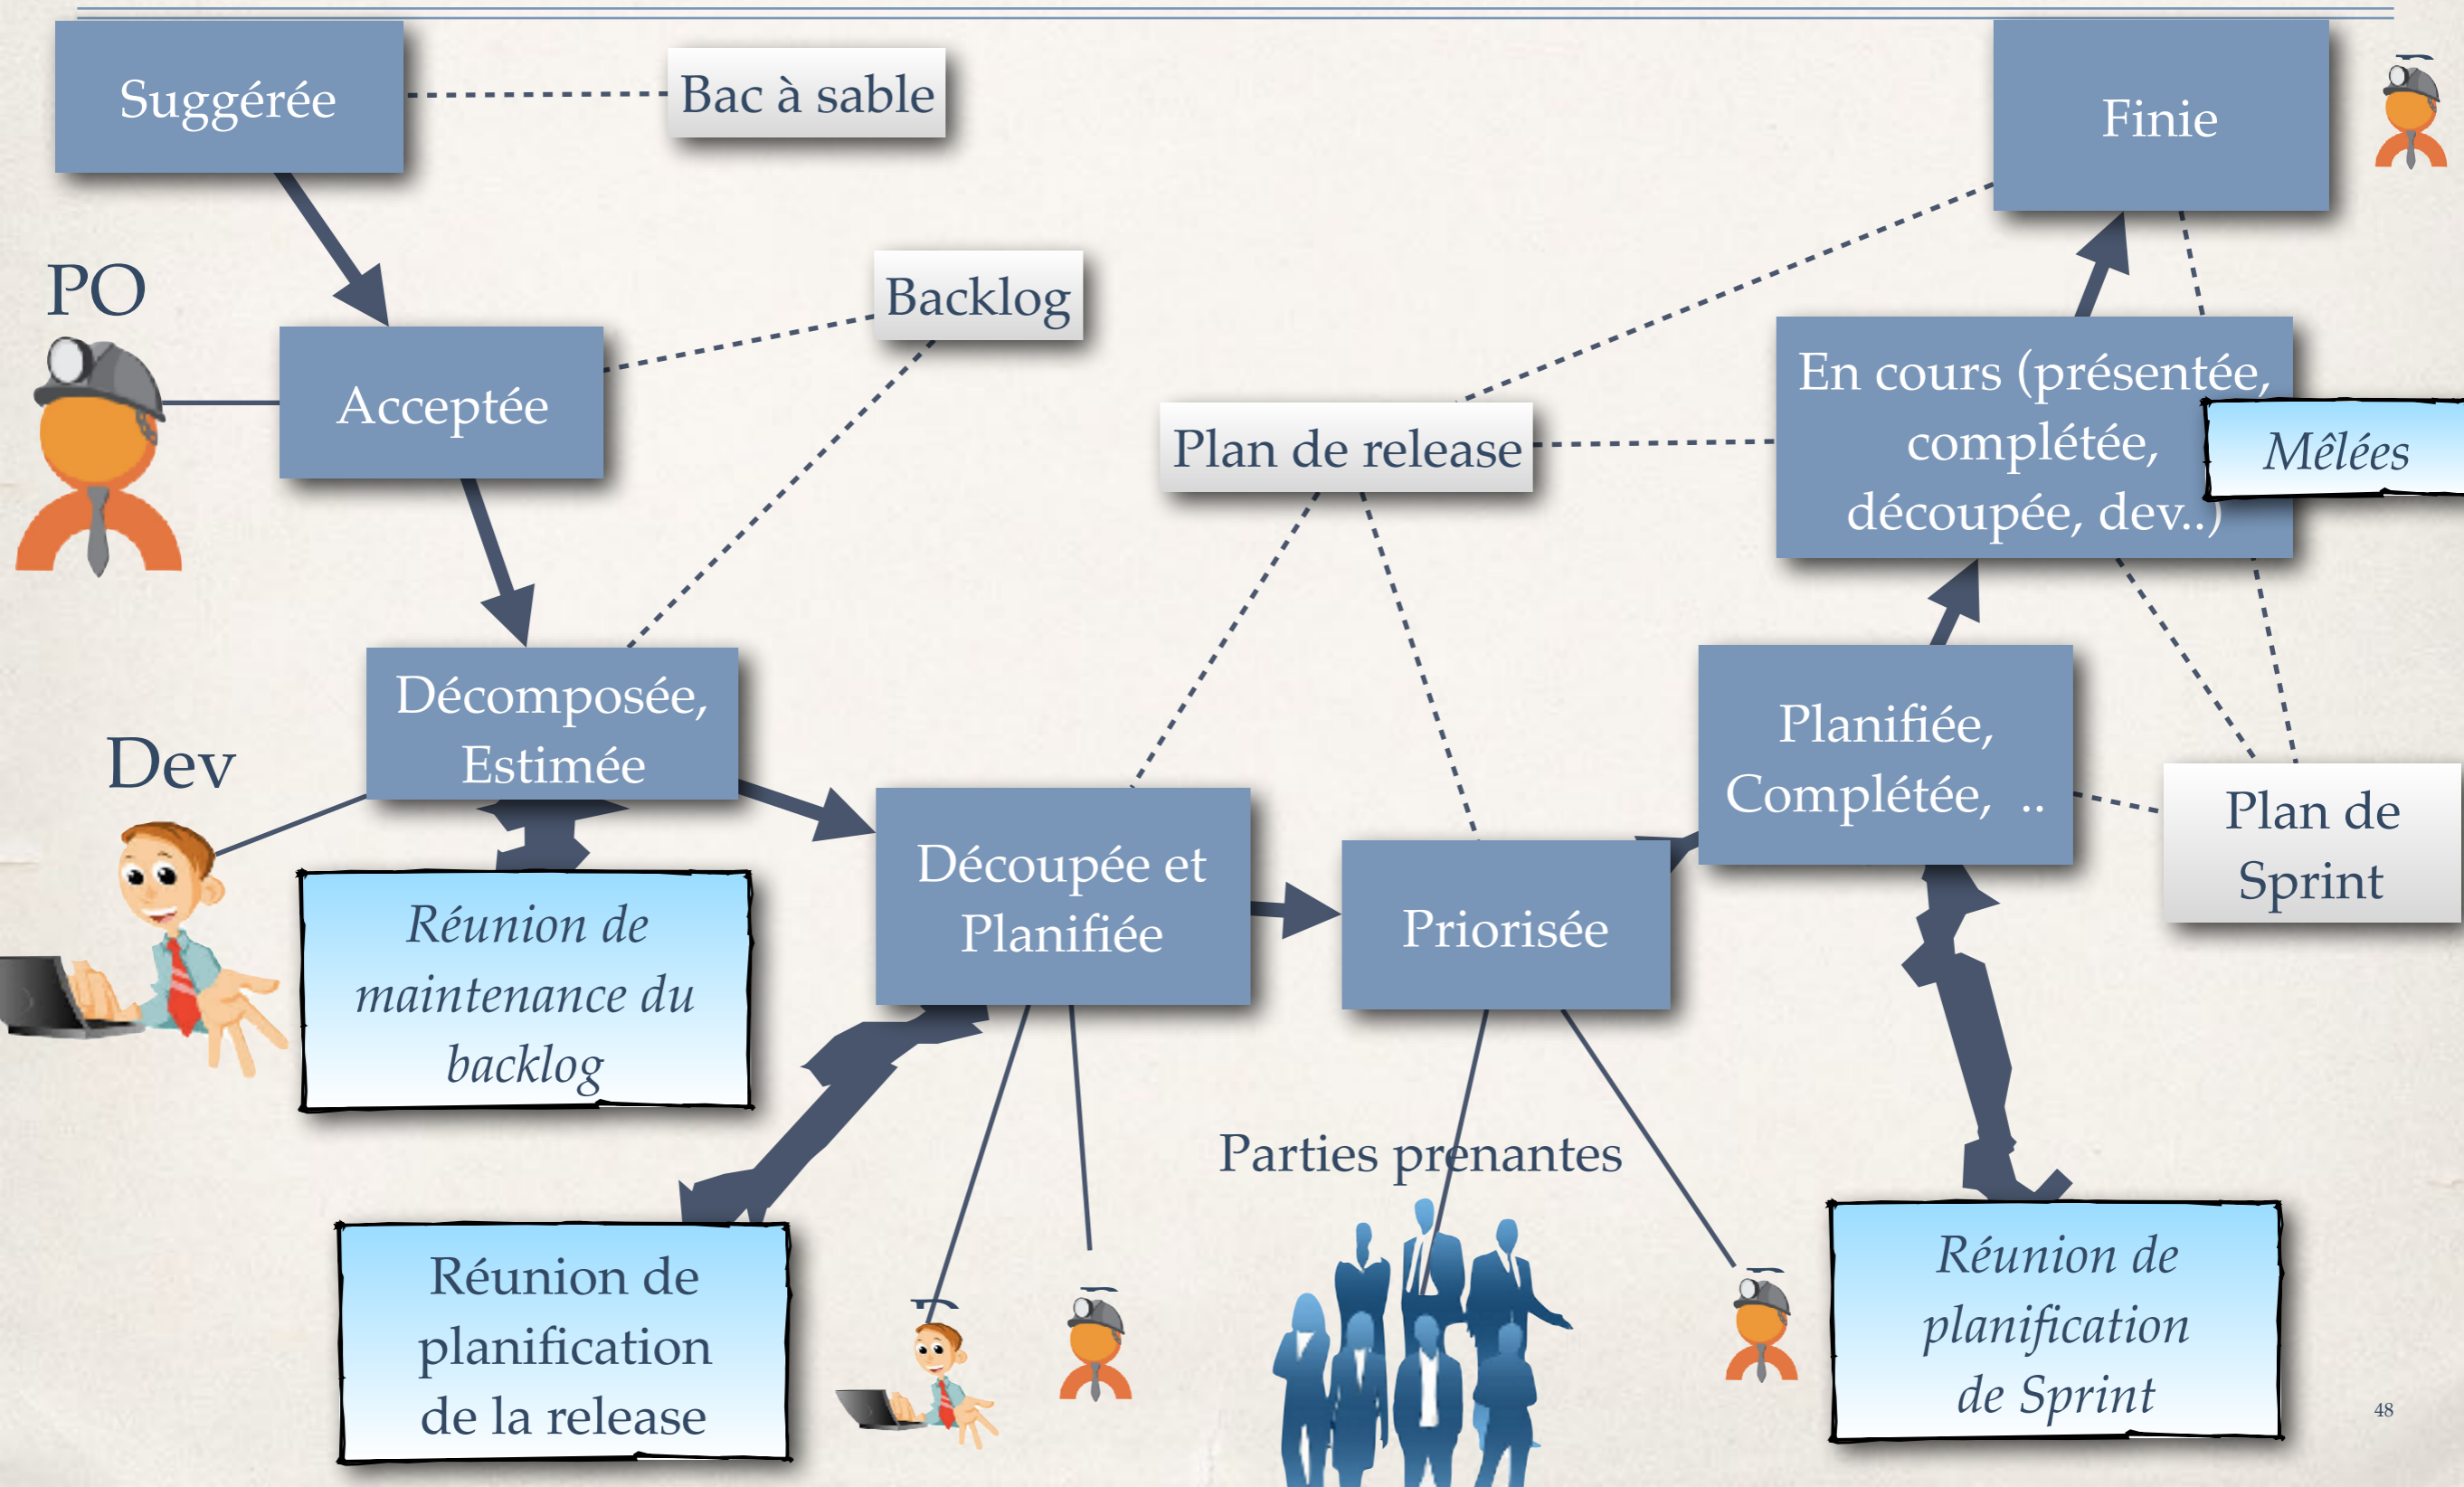 Suggérée
Bac à sable
Finie
PO
Backlog
Acceptée
En cours (présentée,
complétée,
découpée, dev..)
Mêlées
Plan de release
Décomposée,
Estimée
Planifiée,
Complétée, ..
Dev
Plan de
Sprint
Découpée et
Planifiée
Priorisée
Réunion de
maintenance du
backlog
Parties prenantes
Réunion de
planification
de la release
Réunion de
planification
de Sprint
48